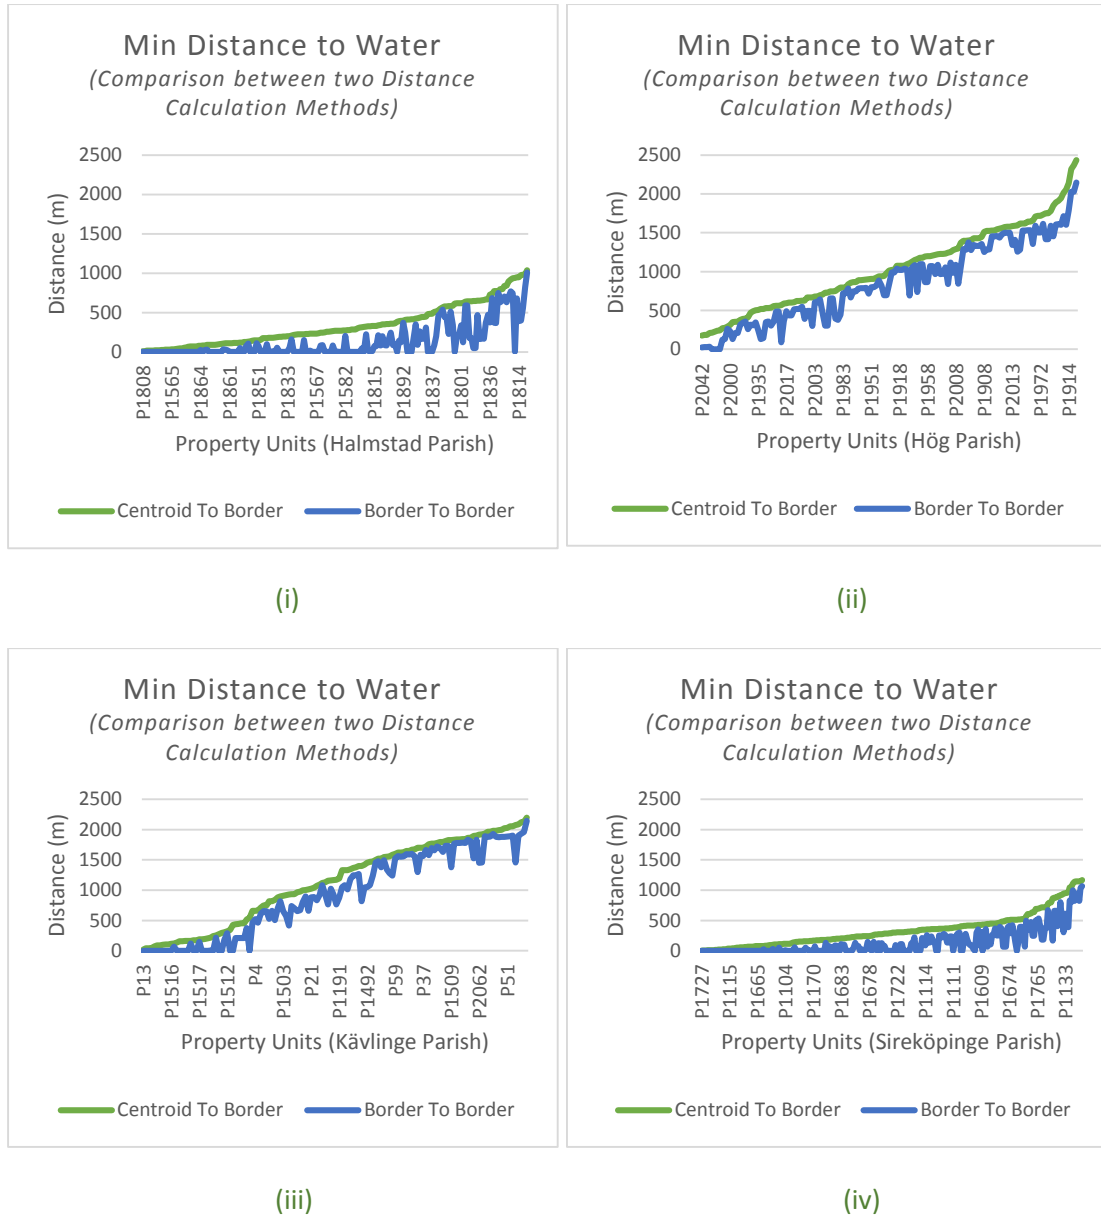 Min Distance to Water
(Comparison between two Distance
Calculation Methods)
Distance (m)
2500
2000
1500
1000
500
0
P1808
P1565
P1864
P1861
P1851
P1833
P1567
P1582
P1815
P1892
P1837
P1801
P1836
P1814
Property Units (Halmstad Parish)
Centroid To Border
Border To Border
(i)
Min Distance to Water
(Comparison between two Distance
Calculation Methods)
Distance (m)
2500
2000
1500
1000
500
0
P2042
P2000
P1935
P2017
P2003
P1983
P1951
P1918
P1958
P2008
P1908
P2013
P1972
P1914
Property Units (Hög Parish)
Centroid To Border
Border To Border
(ii)
Min Distance to Water
(Comparison between two Distance
Calculation Methods)
Distance (m)
2500
2000
1500
1000
500
0
P13
P1516
P1517
P1512
P4
P1503
P21
P1191
P1492
P59
P37
P1509
P2062
P51
Property Units (Kävlinge Parish)
Centroid To Border
Border To Border
(iii)
Min Distance to Water
(Comparison between two Distance
Calculation Methods)
Distance (m)
2500
2000
1500
1000
500
0
P1727
P1115
P1665
P1104
P1170
P1683
P1678
P1722
P1114
P1111
P1609
P1674
P1765
P1133
Property Units (Sireköpinge Parish)
Centroid To Border
Border To Border
(iv)